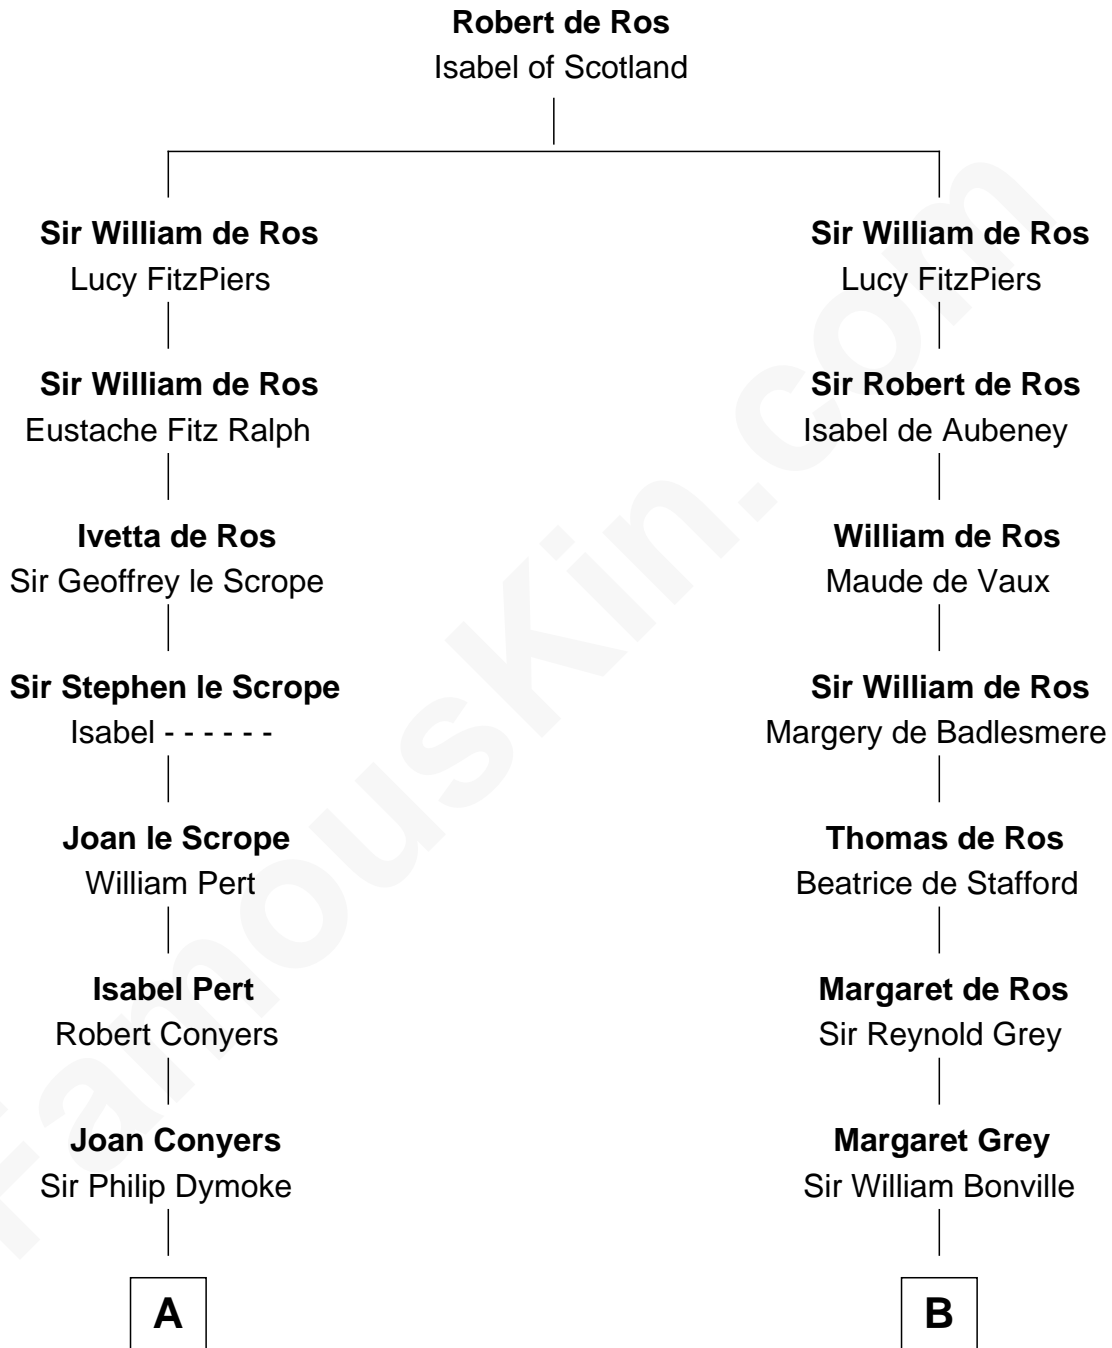 Robert de Ros
Isabel of Scotland
Sir William de Ros
Lucy FitzPiers
Sir William de Ros
Lucy FitzPiers
Sir William de Ros
Eustache Fitz Ralph
Sir Robert de Ros
Isabel de Aubeney
Ivetta de Ros
Sir Geoffrey le Scrope
William de Ros
Maude de Vaux
Sir Stephen le Scrope
Isabel - - - - - -
Sir William de Ros
Margery de Badlesmere
Joan le Scrope
William Pert
Thomas de Ros
Beatrice de Stafford
Isabel Pert
Robert Conyers
Margaret de Ros
Sir Reynold Grey
Joan Conyers
Sir Philip Dymoke
Margaret Grey
Sir William Bonville
A
B
FamousKin.com